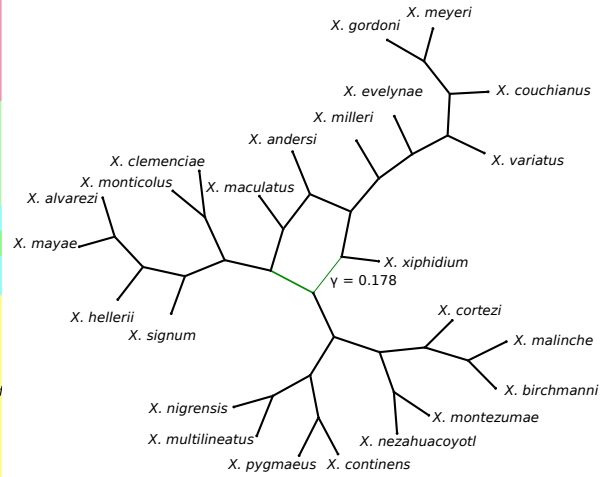 X. meyeri
X. gordoni
X. couchianus
X. evelynae
X. milleri
X. andersi
X. variatus
X. clemenciae
X. monticolus
X. maculatus
X. alvarezi
X. mayae
X. xiphidium
γ = 0.178
X. hellerii
X. signum
X. cortezi
X. malinche
X. birchmanni
X. nigrensis
X. montezumae
X. multilineatus
X. nezahuacoyotl
X. pygmaeus
X. continens